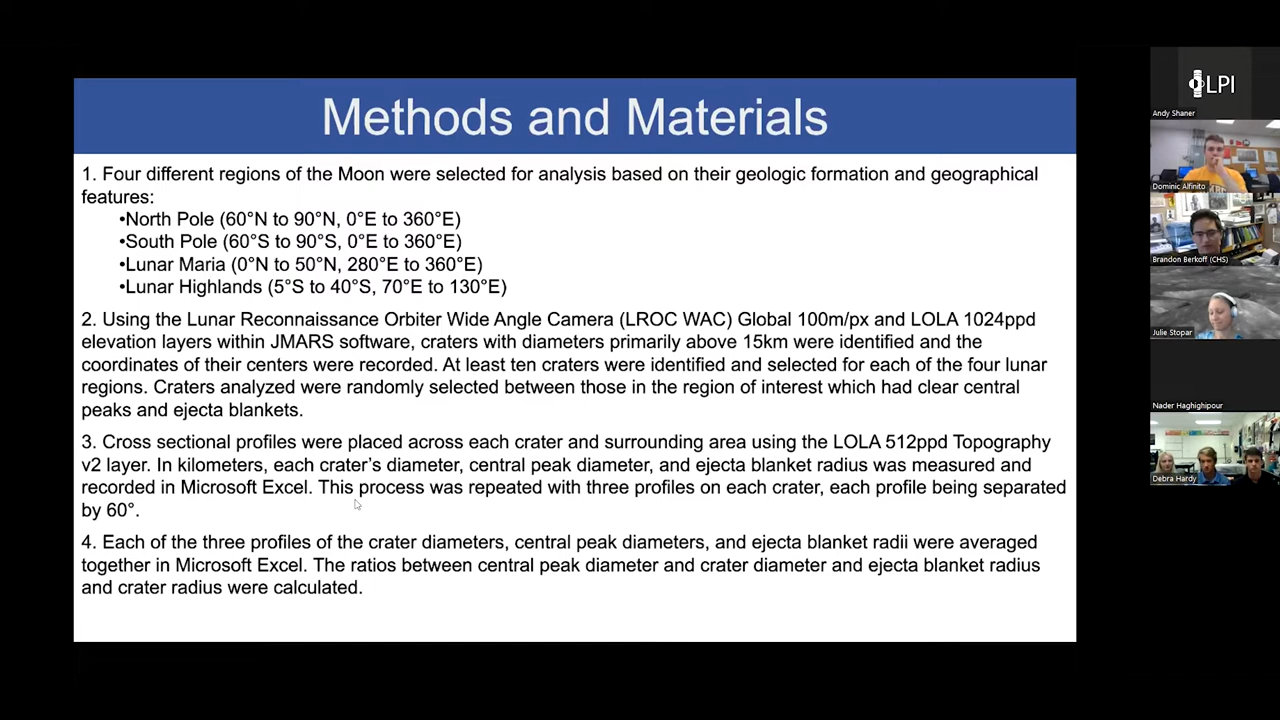 Methods and Materials
1. Four different regions of the Moon were selected for analysis based on their geologic formation and geographical
features:
•North Pole (60°N to 90°N, 0°E to 360°E)
•South Pole (60°S to 90°S, 0°E to 360°E)
•Lunar Maria (0°N to 50°N, 280°E to 360°E)
•Lunar Highlands (5°S to 40°S, 70°E to 130°E)
2. Using the Lunar Reconnaissance Orbiter Wide Angle Camera (LROC WAC) Global 100m/px and LOLA 1024ppd
elevation layers within JMARS software, craters with diameters primarily above 15km were identified and the
coordinates of their centers were recorded. At least ten craters were identified and selected for each of the four lunar
regions. Craters analyzed were randomly selected between those in the region of interest which had clear central
peaks and ejecta blankets.
3. Cross sectional profiles were placed across each crater and surrounding area using the LOLA 512ppd Topography
v2 layer. In kilometers, each crater's diameter, central peak diameter, and ejecta blanket radius was measured and
recorded in Microsoft Excel. This process was repeated with three profiles on each crater, each profile being separated
by 60°.
4. Each of the three profiles of the crater diameters, central peak diameters, and ejecta blanket radii were averaged
together in Microsoft Excel. The ratios between central peak diameter and crater diameter and ejecta blanket radius
and crater radius were calculated.
LPI
Andy Shaner
Dominic Alfinito
Brandon Berkoff (CHS)
Julie Stopar
Nader Haghighipour
Debra Hardy